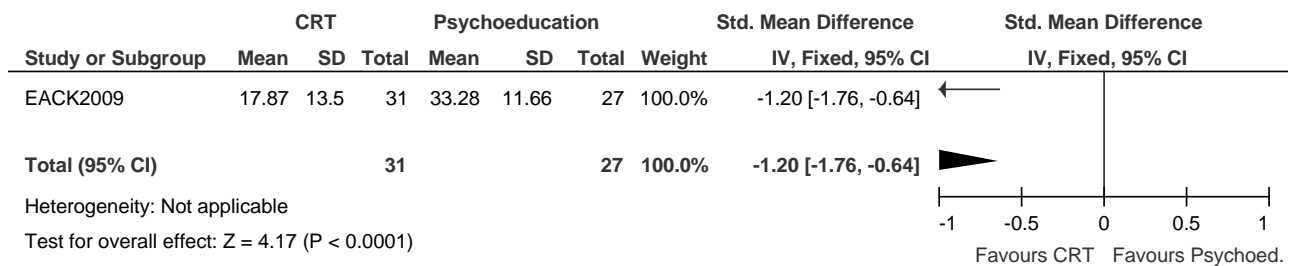 CRT Psychoeducation Std. Mean Difference Std. Mean Difference
Study or Subgroup Mean SD Total Mean SD Total Weight IV, Fixed, 95% CI IV, Fixed, 95% CI
EACK2009 17.87 13.5 31 33.28 11.66 27 100.0% -1.20 [-1.76, -0.64]
Total (95% CI) 31 27 100.0% -1.20 [-1.76, -0.64]
Heterogeneity: Not applicable
Test for overall effect: Z = 4.17 (P < 0.0001)
-1 -0.5 0 0.5 1
Favours CRT Favours Psychoed.